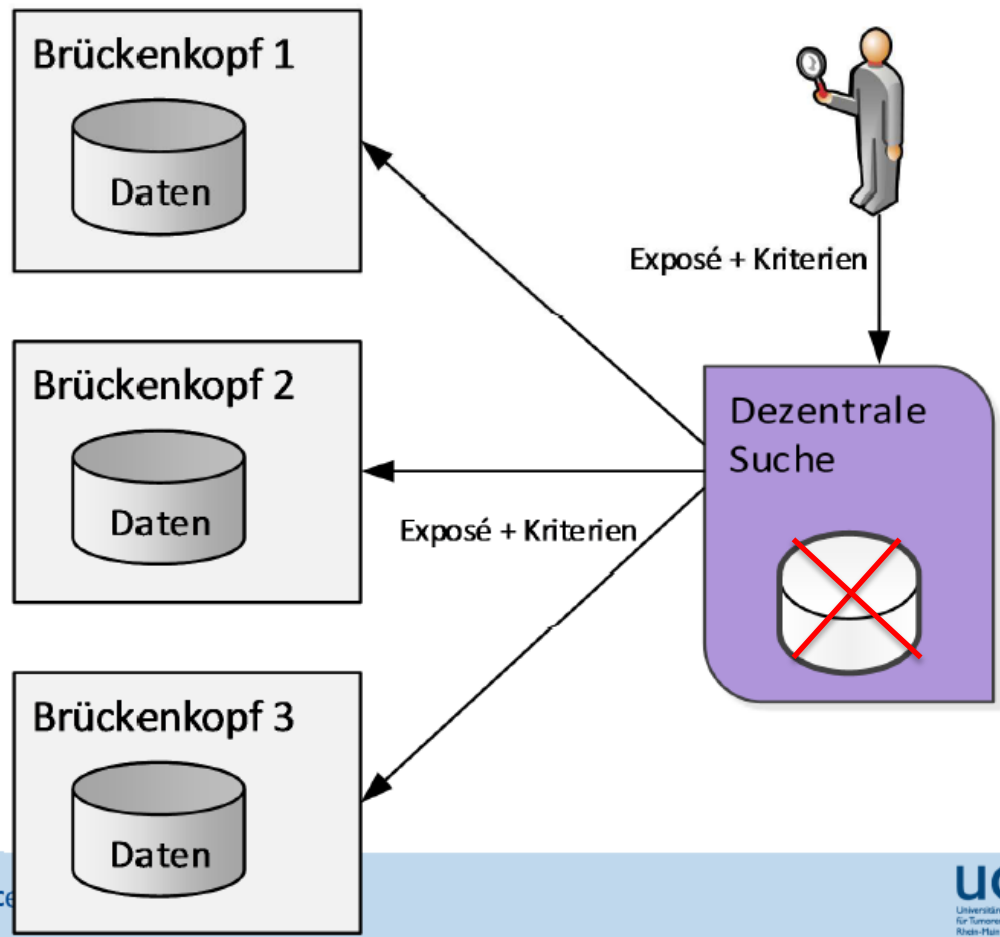 Brückenkopf 1
Daten
Exposé + Kriterien
Brückenkopf 2
Daten
Exposé + Kriterien
Dezentrale
Suche
Brückenkopf 3
Daten